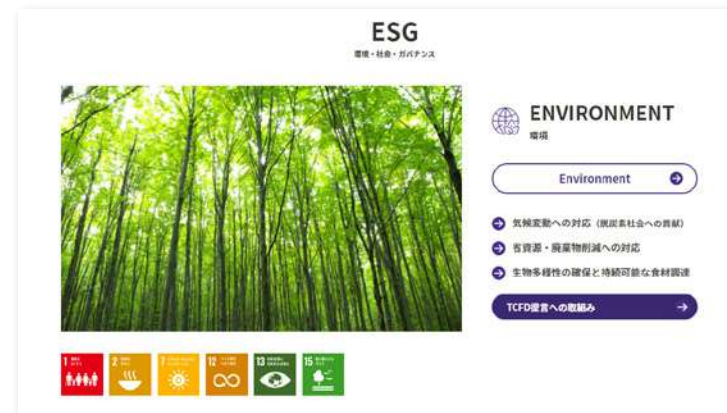 ESG
環境・社会・ガバナンス
ENVIRONMENT
環境
Environment
気候変動への対応（脱炭素社会への貢献）
省資源・廃棄物削減への対応
生物多様性の確保と持続可能な食材調達
TCFD提言への取組み
1
2
7
12
13
15